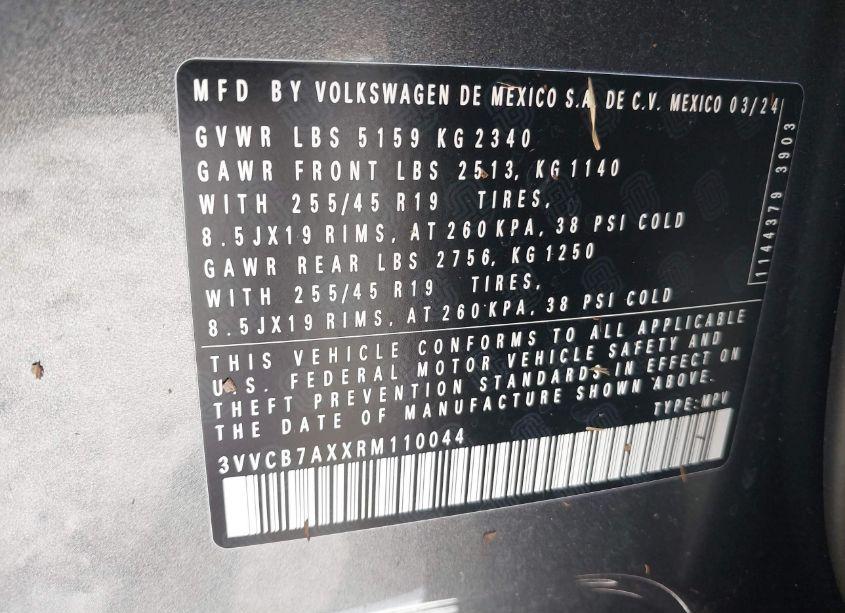 MFD BY VOLKSWAGEN DE MEXICO S.A. DE C.V. MEXICO 03/24
GVWR LBS 5159 KG 2340
GAWR FRONT LBS 2513, KG 1140
WITH 255/45 R19 TIRES,
8.5JX19 RIMS, AT 260 KPA, 38 PSI COLD
GAWR REAR LBS 2756, KG 1250
WITH 255/45 R19 TIRES,
8.5JX19 RIMS, AT 260 KPA, 38 PSI COLD
1144379 3903
THIS VEHICLE CONFORMS TO ALL APPLICABLE
U.S. FEDERAL MOTOR VEHICLE SAFETY AND
THEFT PREVENTION STANDARDS IN EFFECT ON
THE DATE OF MANUFACTURE SHOWN ABOVE.
TYPE: MPV
3VVCB7AXXRM110044